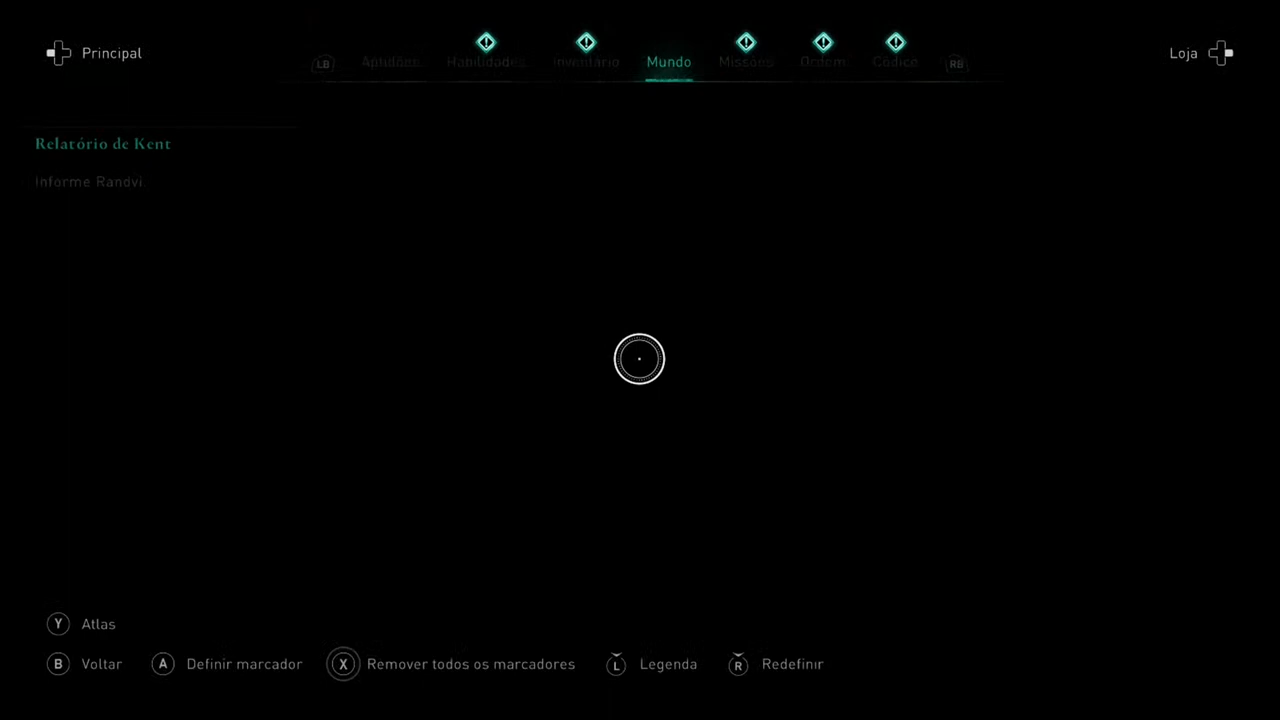 Principal
LB Aptidões Habilidades Inventário Mundo Missões Ordem Códice RB
Loja
Relatório de Kent
Informe Randvi.
Y Atlas
B Voltar A Definir marcador X Remover todos os marcadores L Legenda R Redefinir